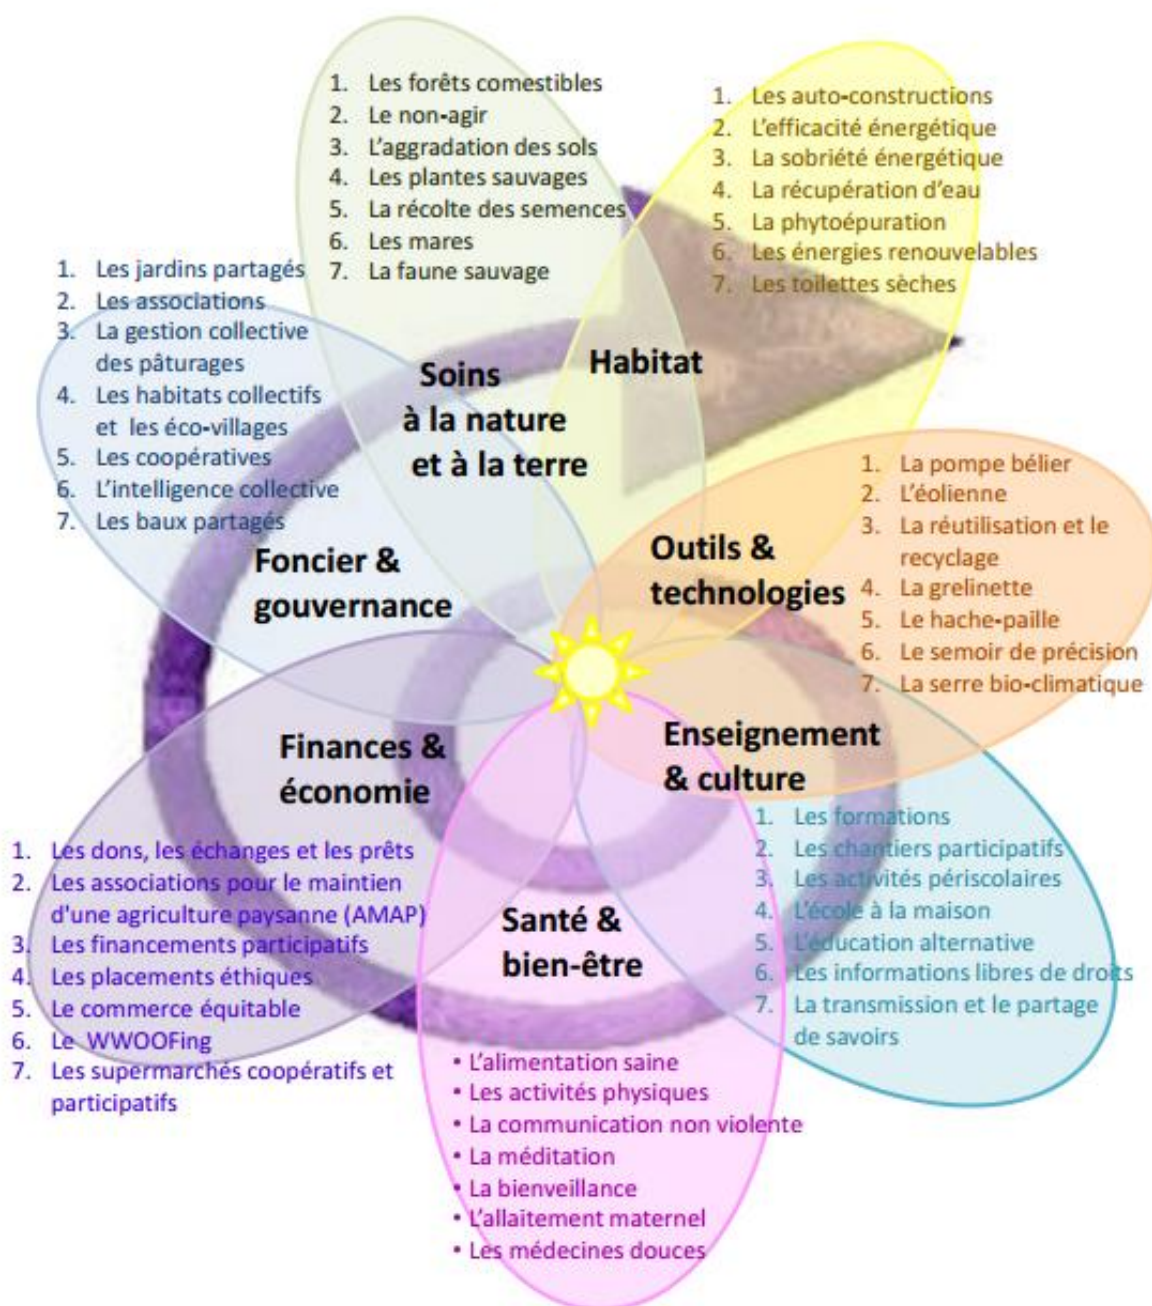 1. Les forêts comestibles
2. Le non-agir
3. L'aggradation des sols
4. Les plantes sauvages
5. La récolte des semences
6. Les mares
7. La faune sauvage
Soins
à la nature
et à la terre
1. Les auto-constructions
2. L'efficacité énergétique
3. La sobriété énergétique
4. La récupération d'eau
5. La phytoépuration
6. Les énergies renouvelables
7. Les toilettes sèches
Habitat
1. La pompe bélier
2. L'éolienne
3. La réutilisation et le
recyclage
4. La grelinette
5. Le hache-paille
6. Le semoir de précision
7. La serre bio-climatique
Outils &
technologies
Enseignement
& culture
1. Les formations
2. Les chantiers participatifs
3. Les activités périscolaires
4. L'école à la maison
5. L'éducation alternative
6. Les informations libres de droits
7. La transmission et le partage
de savoirs
Santé &
bien-être
• L'alimentation saine
• Les activités physiques
• La communication non violente
• La méditation
• La bienveillance
• L'allaitement maternel
• Les médecines douces
Finances &
économie
1. Les dons, les échanges et les prêts
2. Les associations pour le maintien
d'une agriculture paysanne (AMAP)
3. Les financements participatifs
4. Les placements éthiques
5. Le commerce équitable
6. Le WWOOFing
7. Les supermarchés coopératifs et
participatifs
1. Les jardins partagés
2. Les associations
3. La gestion collective
des pâturages
4. Les habitats collectifs
et les éco-villages
5. Les coopératives
6. L'intelligence collective
7. Les baux partagés
Foncier &
gouvernance